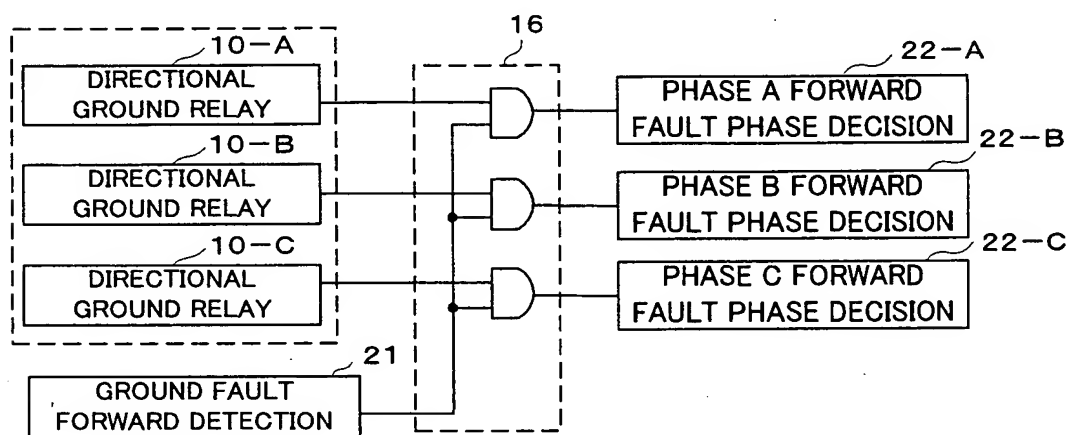 10-A
DIRECTIONAL
GROUND RELAY
10-B
DIRECTIONAL
GROUND RELAY
10-C
DIRECTIONAL
GROUND RELAY
21
GROUND FAULT
FORWARD DETECTION
16
22-A
PHASE A FORWARD
FAULT PHASE DECISION
22-B
PHASE B FORWARD
FAULT PHASE DECISION
22-C
PHASE C FORWARD
FAULT PHASE DECISION